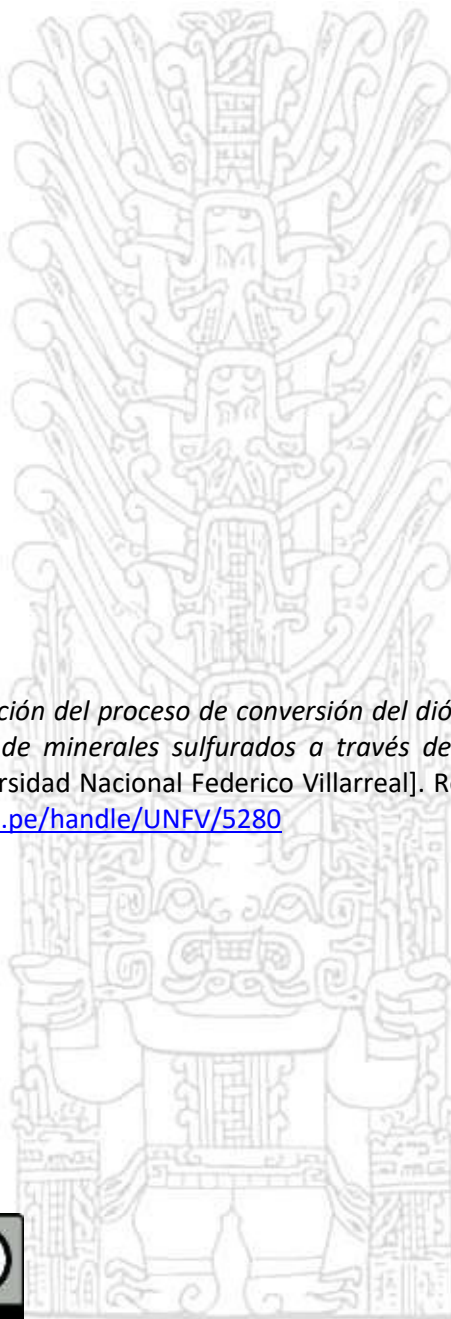 ción del proceso de conversión del dió
de minerales sulfurados a través de
rsidad Nacional Federico Villarreal]. R
.pe/handle/UNFV/5280